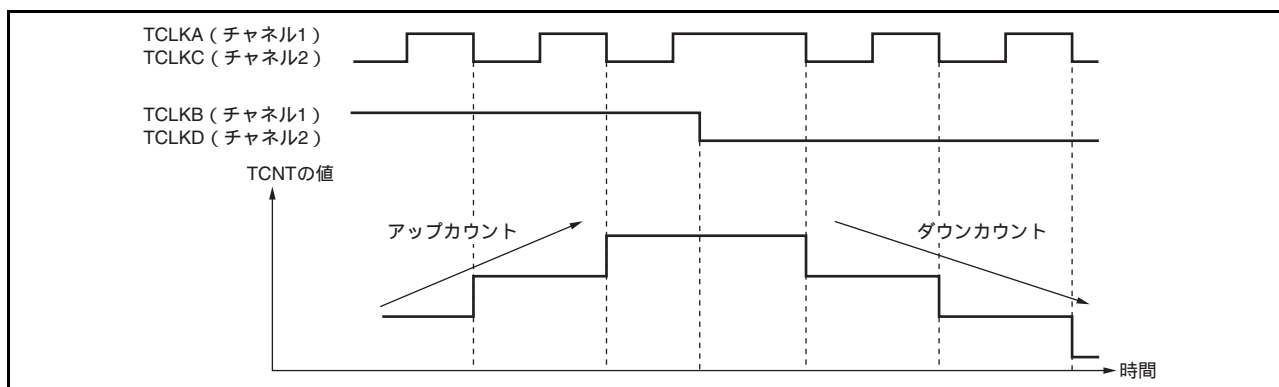 TCLKA（チャネル1）
TCLKC（チャネル2）
TCLKB（チャネル1）
TCLKD（チャネル2）
TCNTの値
アップカウント
ダウンカウント
時間